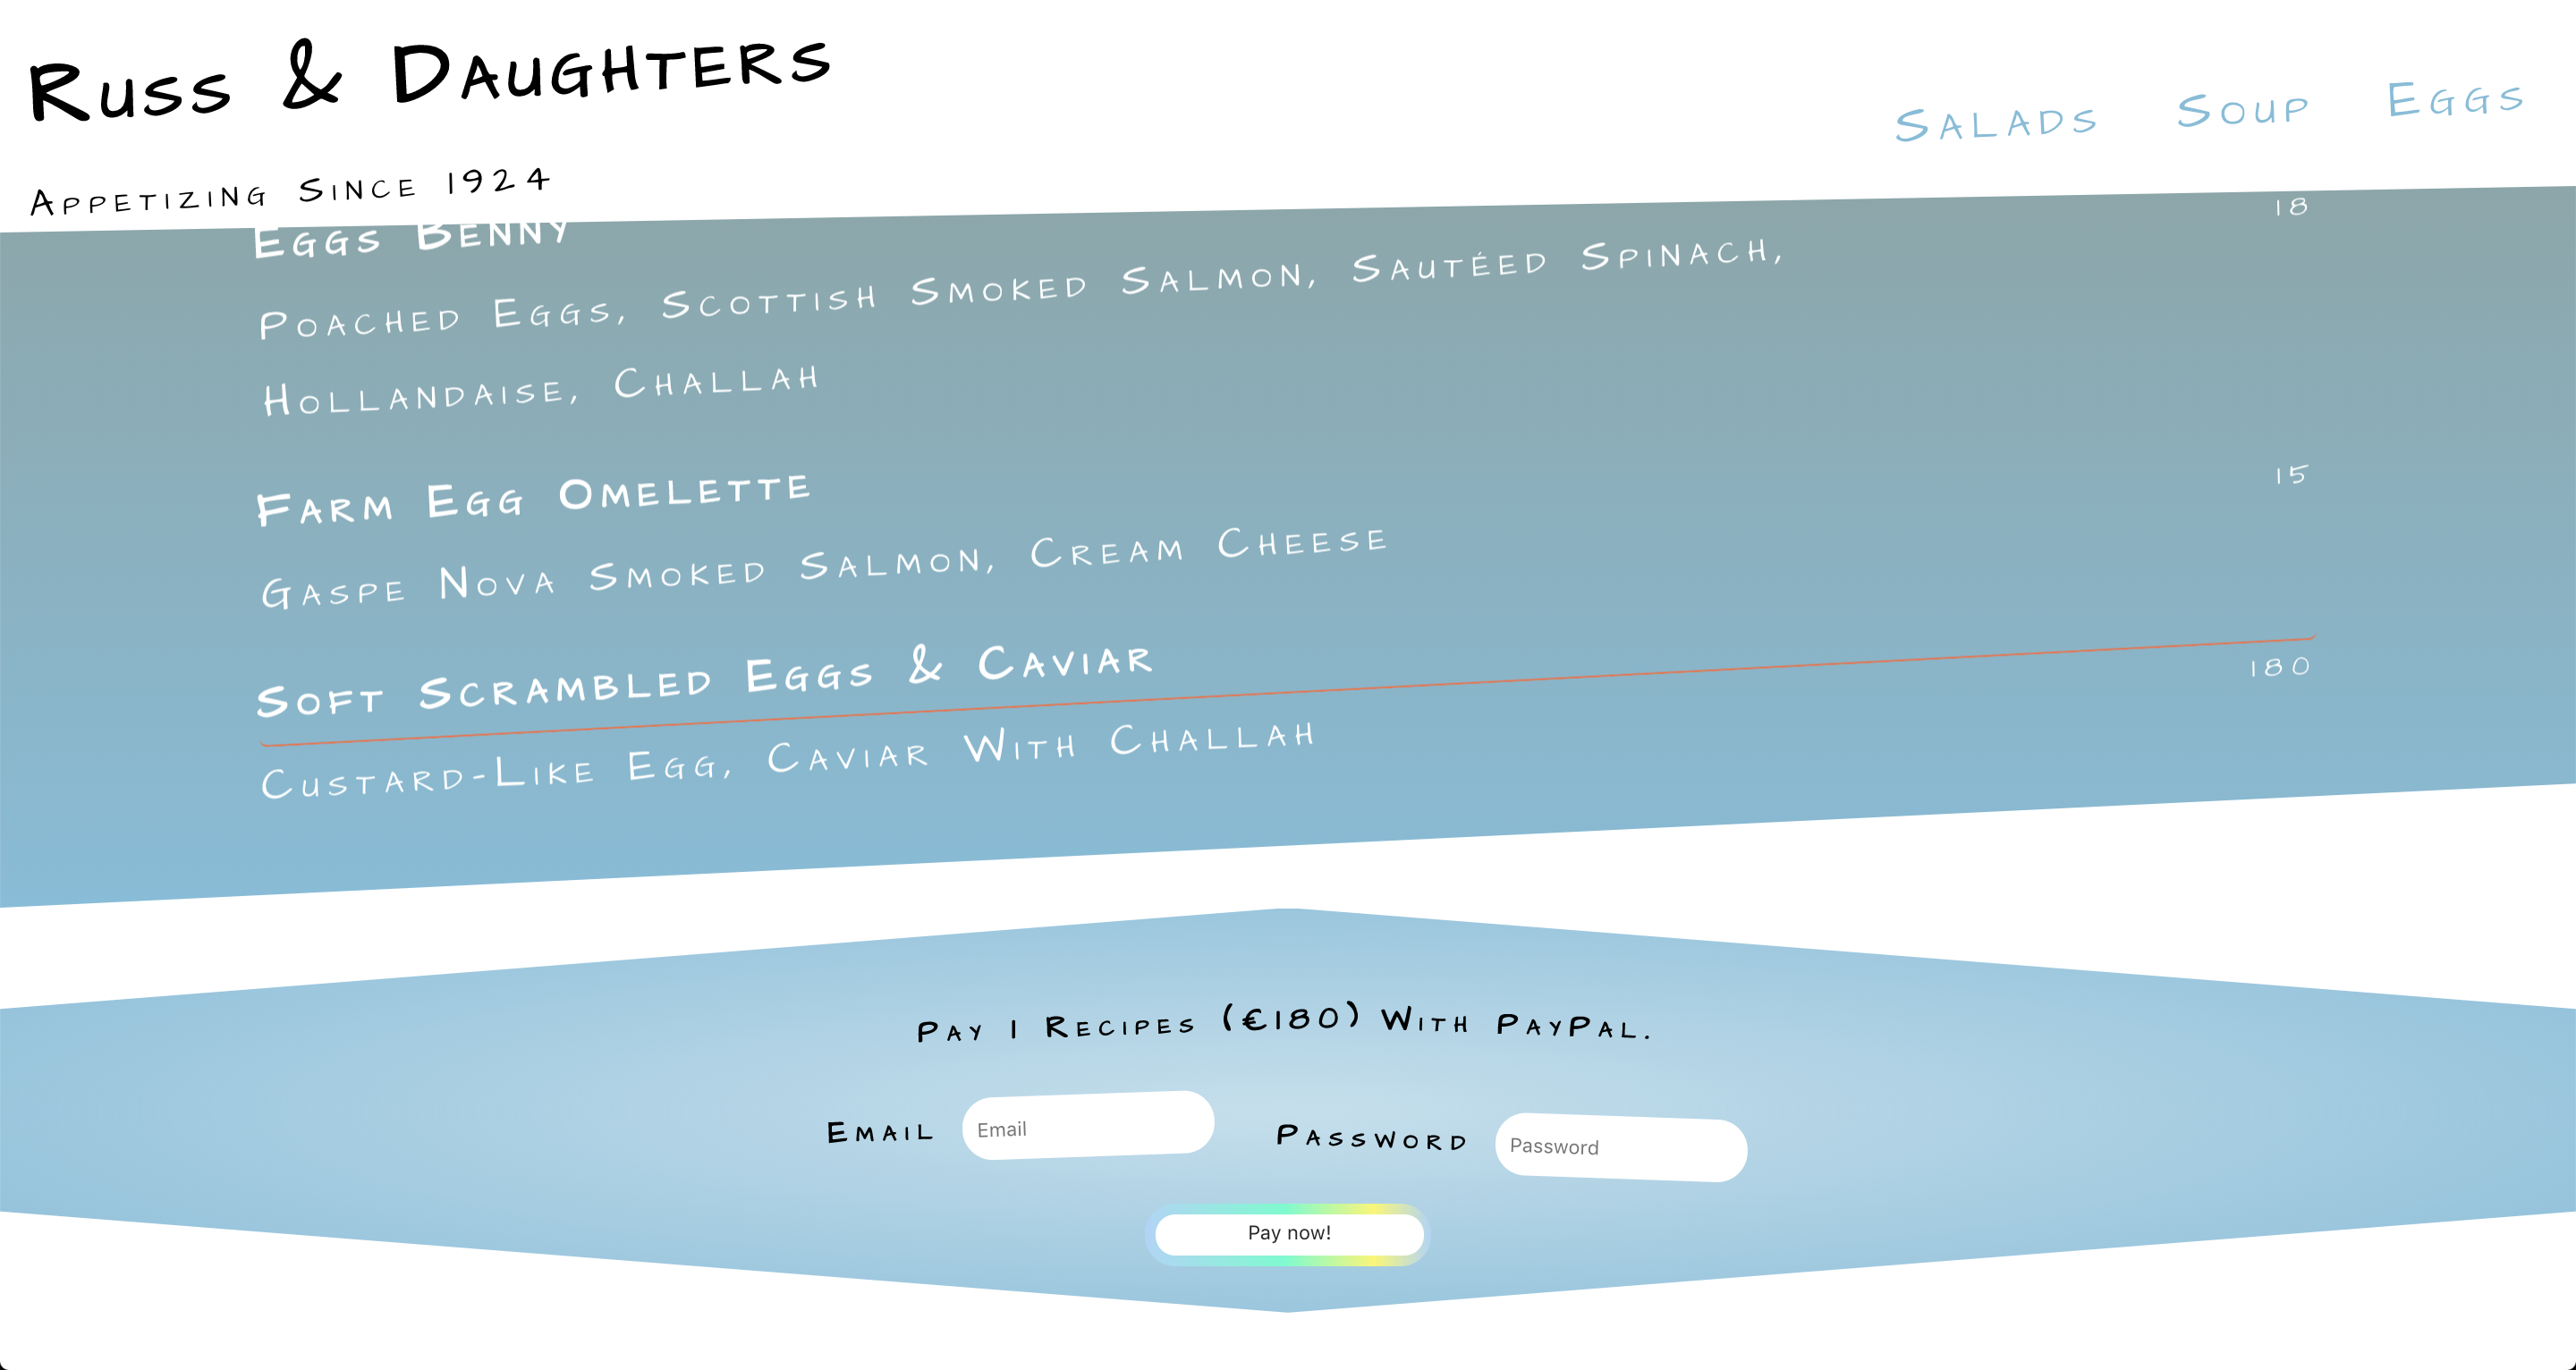 Russ & Daughters
Appetizing Since 1924
Salads Soup Eggs
Eggs Benny 18
Poached Eggs, Scottish Smoked Salmon, Sautéed Spinach,
Hollandaise, Challah
Farm Egg Omelette 15
Gaspe Nova Smoked Salmon, Cream Cheese
Soft Scrambled Eggs & Caviar 180
Custard-Like Egg, Caviar With Challah
Pay 1 Recipes (€180) With PayPal.
Email Email Password Password
Pay now!